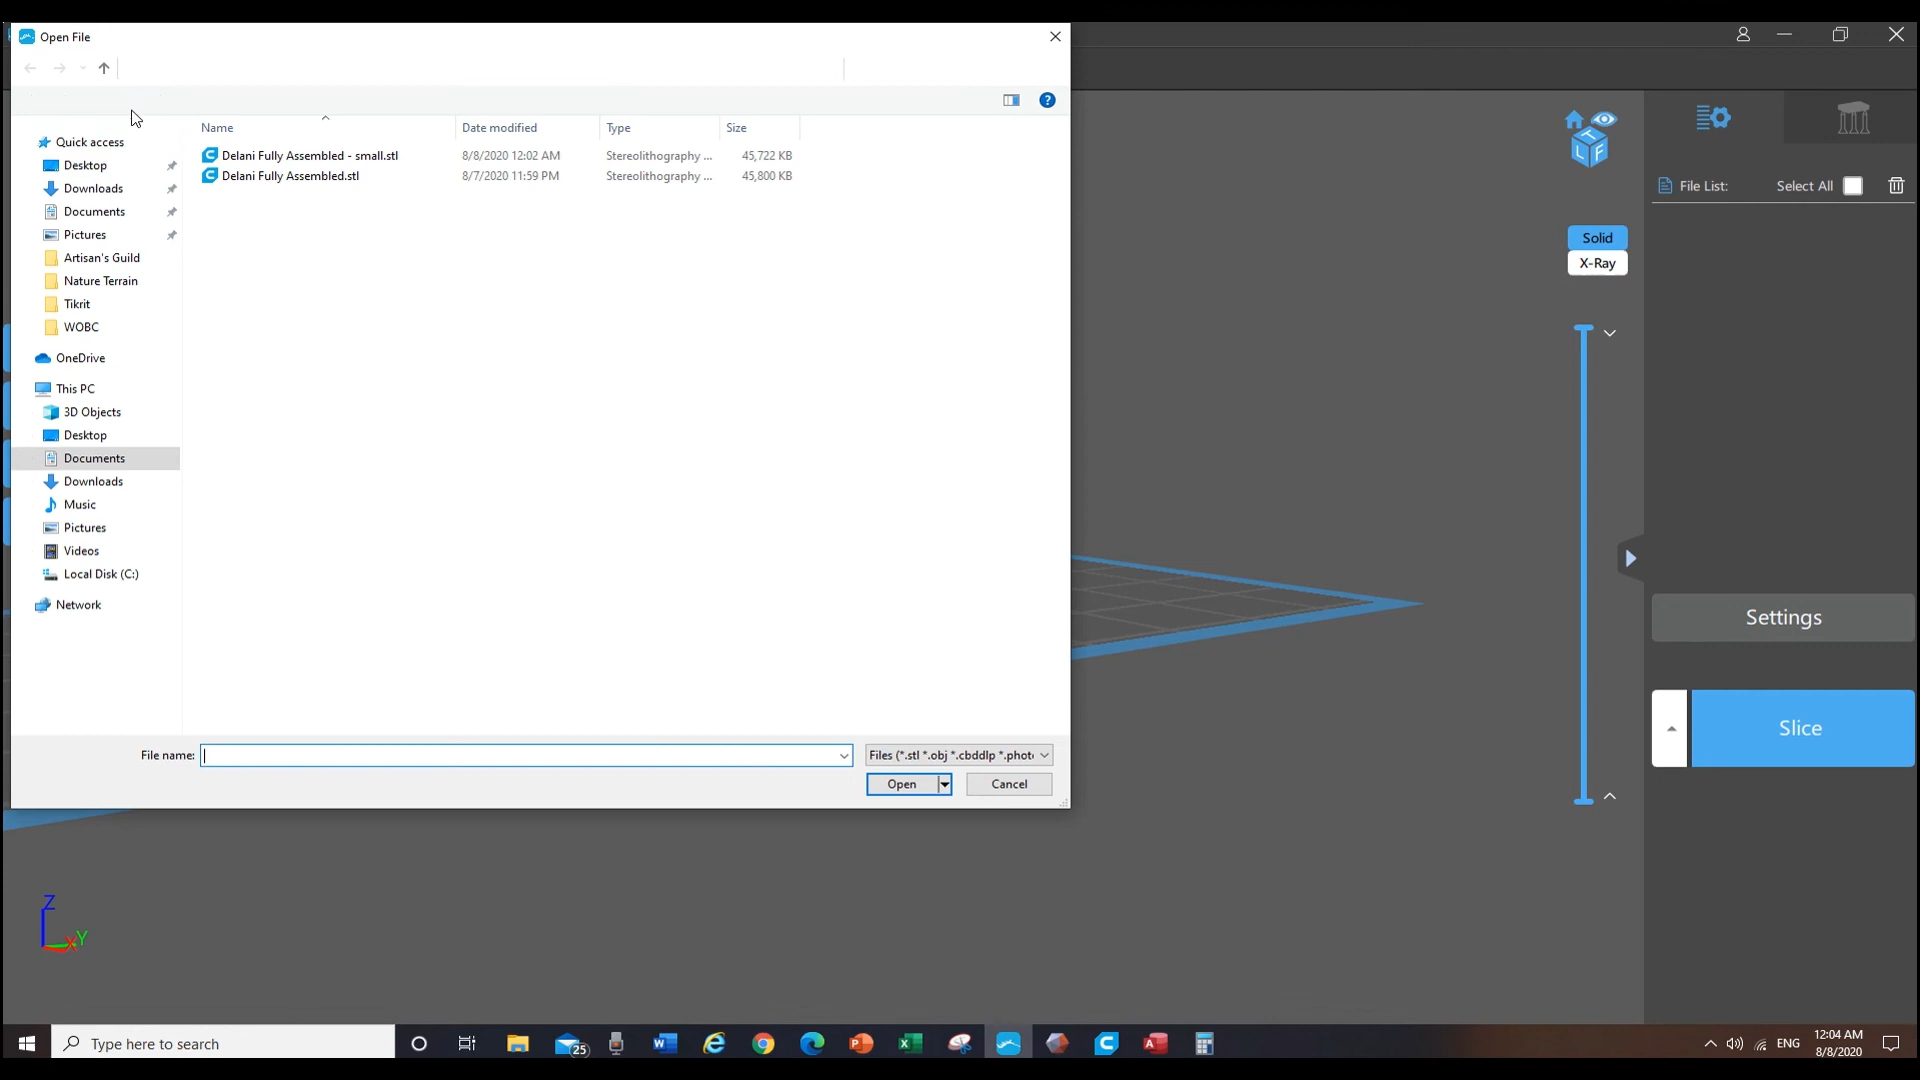 Open File
Name
Date modified
Type
Size
Delani Fully Assembled - small.stl
8/8/2020 12:02 AM
Stereolithography ...
45,722 KB
Delani Fully Assembled.stl
8/7/2020 11:59 PM
Stereolithography ...
45,800 KB
Quick access
Desktop
Downloads
Documents
Pictures
Artisan's Guild
Nature Terrain
Tikrit
WOBC
OneDrive
This PC
3D Objects
Desktop
Documents
Downloads
Music
Pictures
Videos
Local Disk (C:)
Network
File name:
Files (*.stl *.obj *.cbddlp *.phot
Open
Cancel
T
L F
Solid
X-Ray
File List:
Select All
Settings
Slice
Z
X Y
Type here to search
25
ENG
12:04 AM
8/8/2020